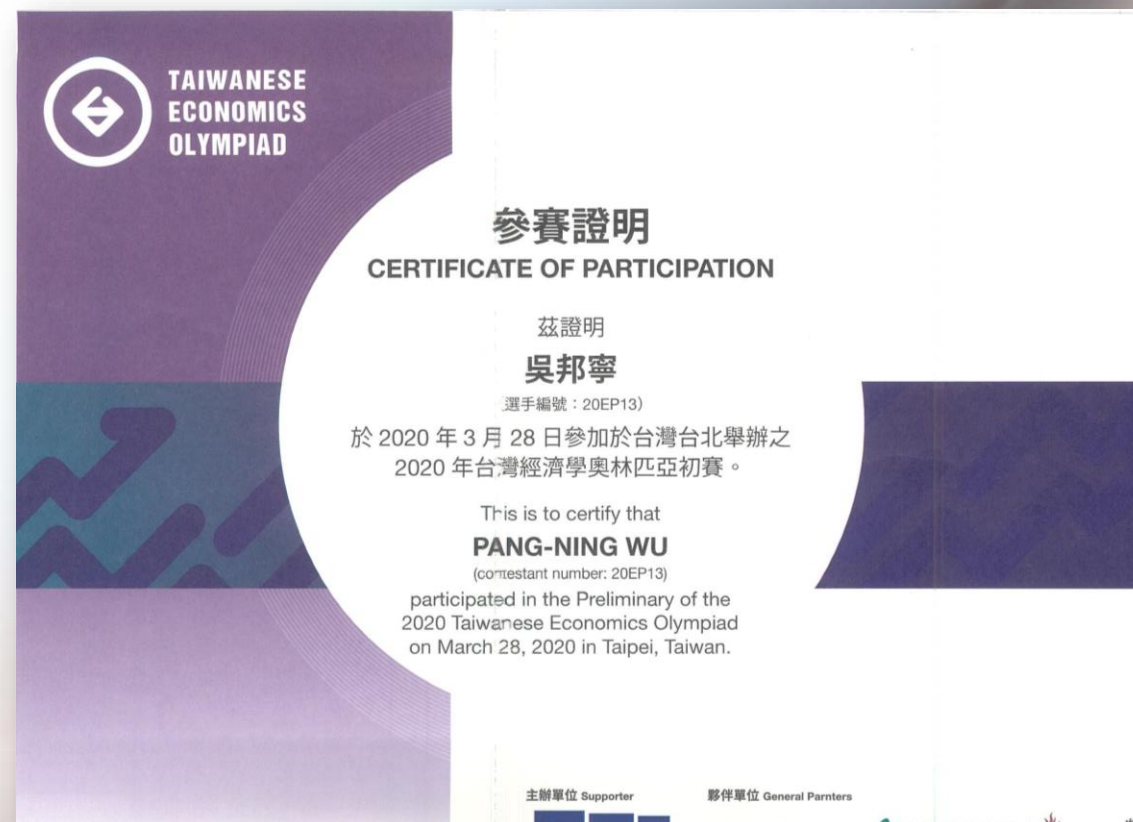 TAIWANESE
ECONOMICS
OLYMPIAD
參賽證明
CERTIFICATE OF PARTICIPATION
茲證明
吳邦寧
(選手編號：20EP13)
於 2020 年 3 月 28 日參加於台灣台北舉辦之
2020 年台灣經濟學奧林匹亞初賽。
This is to certify that
PANG-NING WU
(contestant number: 20EP13)
participated in the Preliminary of the
2020 Taiwanese Economics Olympiad
on March 28, 2020 in Taipei, Taiwan.
主辦單位 Supporter
夥伴單位 General Parnters